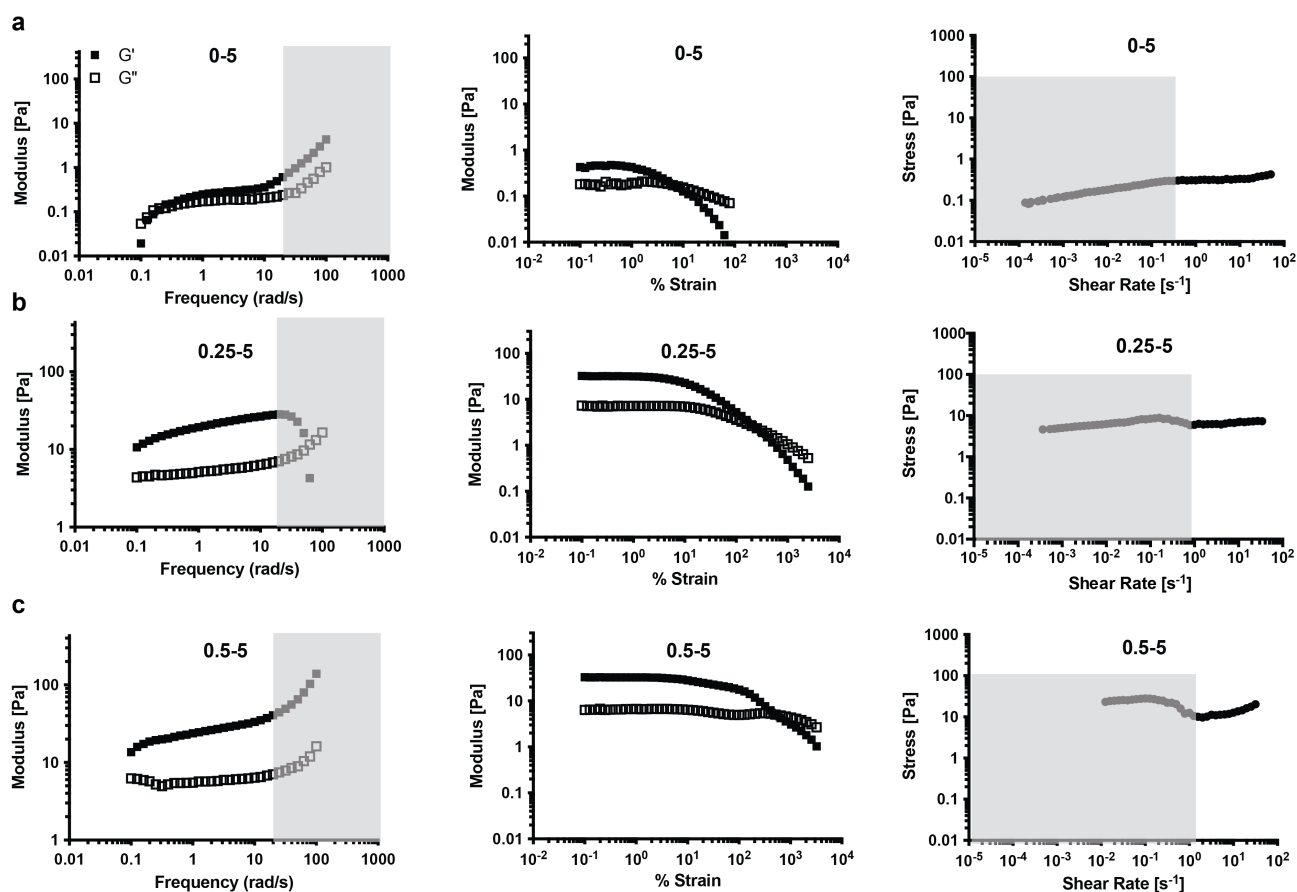 a
G' 0-5
G"
Modulus [Pa]
100
10
1
0.1
0.01
0.01 0.1 1 10 100 1000
Frequency (rad/s)
0-5
Modulus [Pa]
100
10
1
0.1
0.01
10-2 10-1 100 101 102 103 104
% Strain
0-5
Stress [Pa]
1000
100
10
1
0.1
0.01
10-5 10-4 10-3 10-2 10-1 100 101 102
Shear Rate [s-1]
b
0.25-5
Modulus [Pa]
100
10
1
0.01 0.1 1 10 100 1000
Frequency (rad/s)
0.25-5
Modulus [Pa]
100
10
1
0.1
0.01
10-2 10-1 100 101 102 103 104
% Strain
0.25-5
Stress [Pa]
1000
100
10
1
0.1
0.01
10-5 10-4 10-3 10-2 10-1 100 101 102
Shear Rate [s-1]
c
0.5-5
Modulus [Pa]
100
10
1
0.01 0.1 1 10 100 1000
Frequency (rad/s)
0.5-5
Modulus [Pa]
100
10
1
0.1
0.01
10-2 10-1 100 101 102 103 104
% Strain
0.5-5
Stress [Pa]
1000
100
10
1
0.1
0.01
10-5 10-4 10-3 10-2 10-1 100 101 102
Shear Rate [s-1]